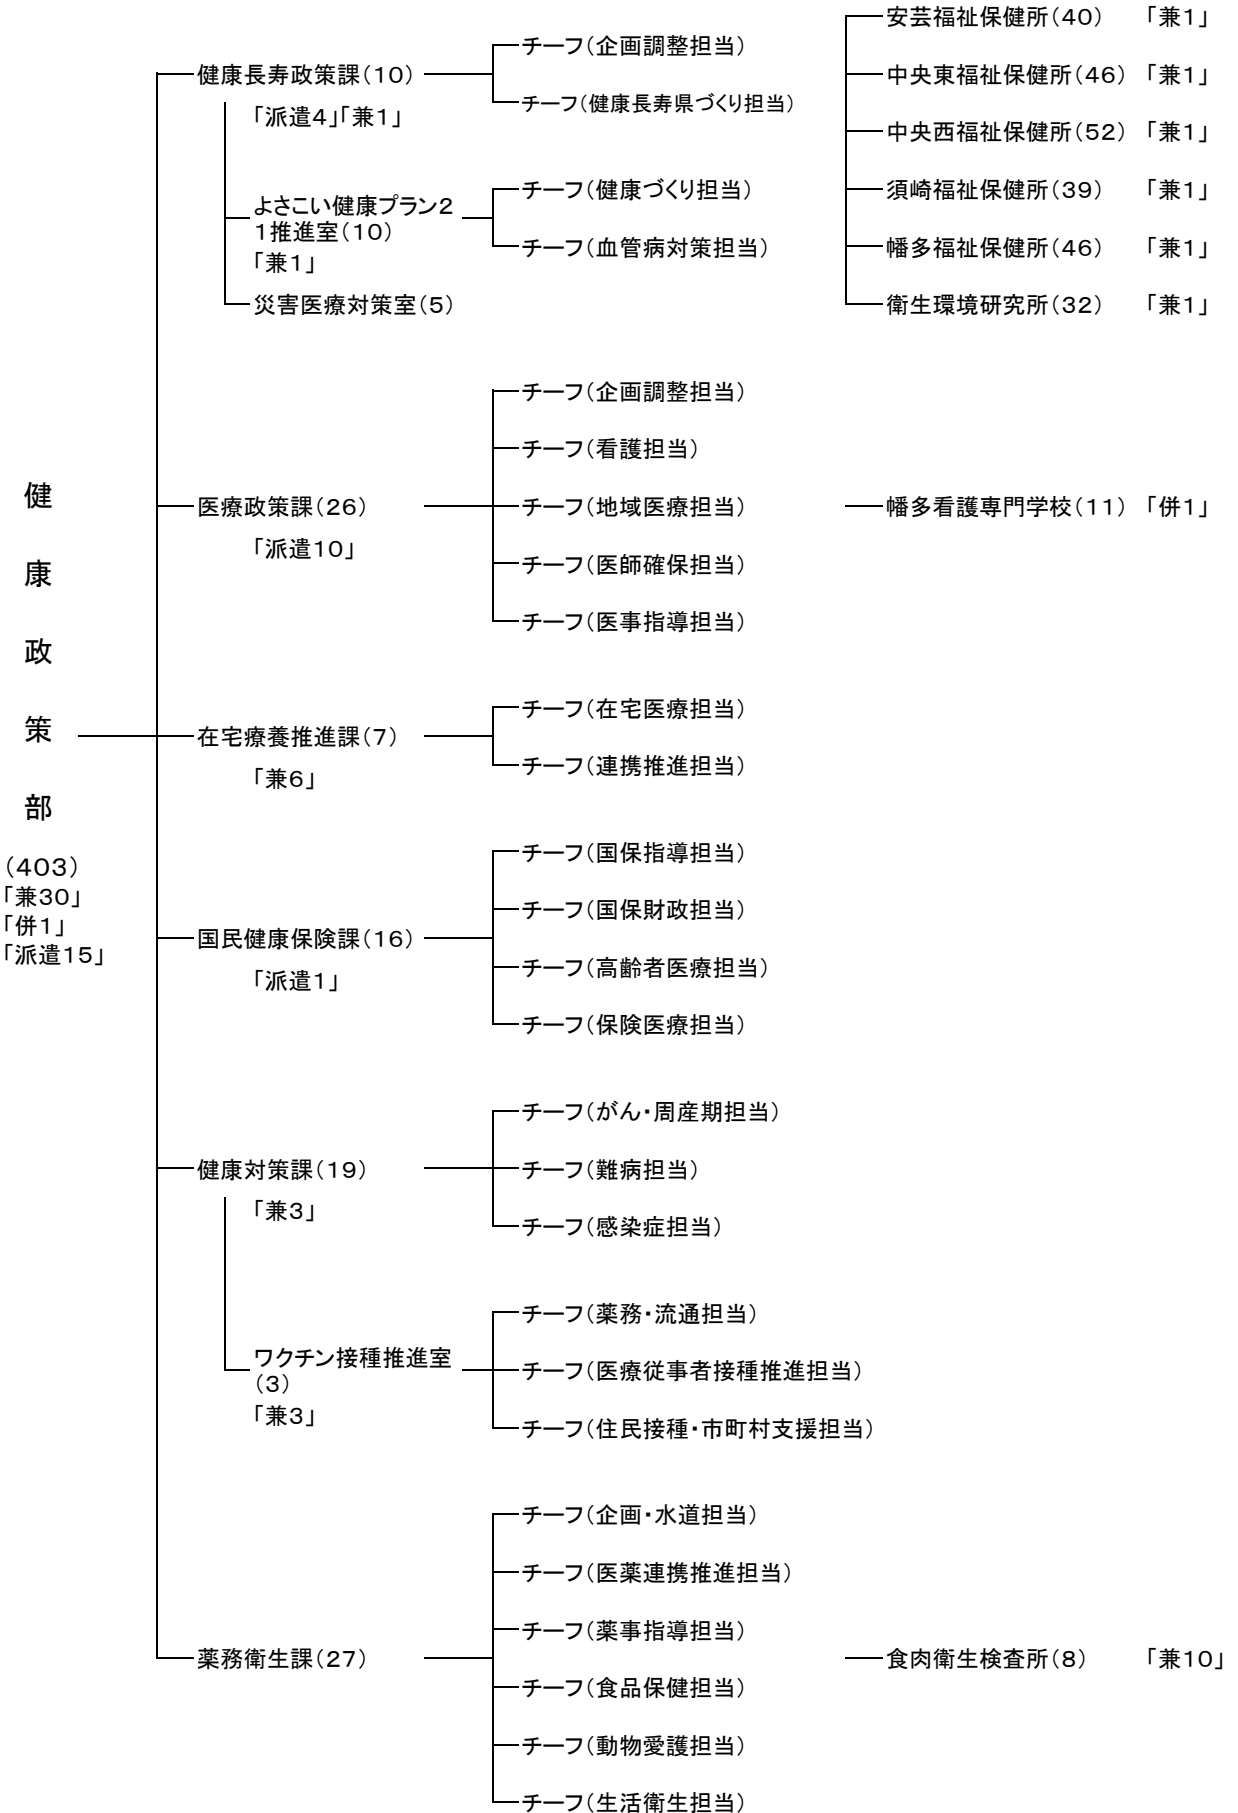 健康政策部
（403）
「兼30」
「併1」
「派遣15」
健康長寿政策課（10）
「派遣4」「兼1」
チーフ（企画調整担当）
チーフ（健康長寿県づくり担当）
よさこい健康プラン2
1推進室（10）
「兼1」
チーフ（健康づくり担当）
チーフ（血管病対策担当）
災害医療対策室（5）
安芸福祉保健所（40） 「兼1」
中央東福祉保健所（46） 「兼1」
中央西福祉保健所（52） 「兼1」
須崎福祉保健所（39） 「兼1」
幡多福祉保健所（46） 「兼1」
衛生環境研究所（32） 「兼1」
医療政策課（26）
「派遣10」
チーフ（企画調整担当）
チーフ（看護担当）
チーフ（地域医療担当）
チーフ（医師確保担当）
チーフ（医事指導担当）
幡多看護専門学校（11） 「併1」
在宅療養推進課（7）
「兼6」
チーフ（在宅医療担当）
チーフ（連携推進担当）
国民健康保険課（16）
「派遣1」
チーフ（国保指導担当）
チーフ（国保財政担当）
チーフ（高齢者医療担当）
チーフ（保険医療担当）
健康対策課（19）
「兼3」
チーフ（がん・周産期担当）
チーフ（難病担当）
チーフ（感染症担当）
ワクチン接種推進室
（3）
「兼3」
チーフ（薬務・流通担当）
チーフ（医療従事者接種推進担当）
チーフ（住民接種・市町村支援担当）
薬務衛生課（27）
チーフ（企画・水道担当）
チーフ（医薬連携推進担当）
チーフ（薬事指導担当）
チーフ（食品保健担当）
チーフ（動物愛護担当）
チーフ（生活衛生担当）
食肉衛生検査所（8） 「兼10」